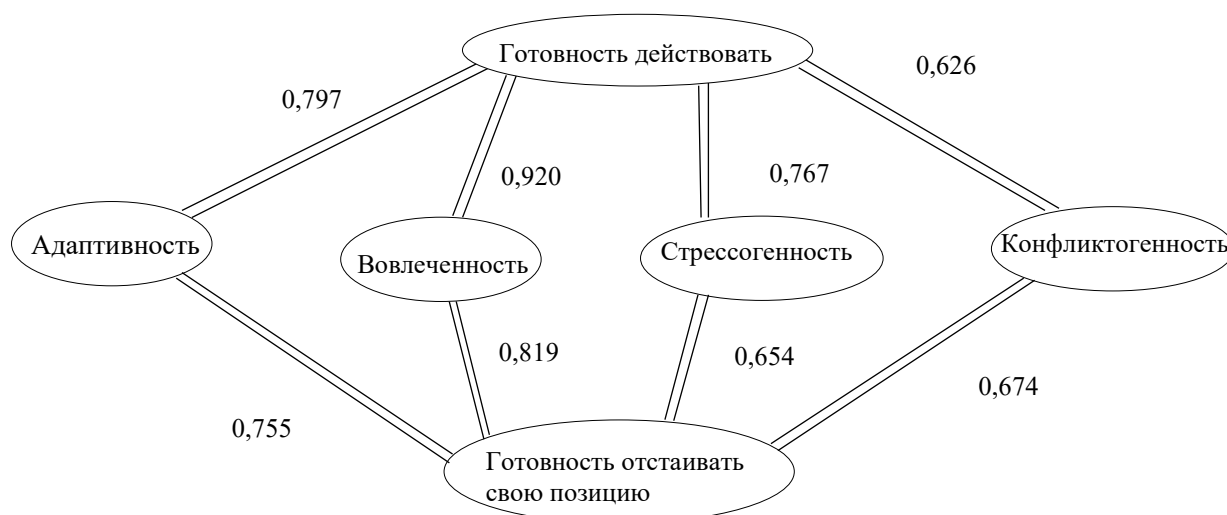 Готовность действовать
0,626
0,797
0,920
0,767
Адаптивность
Вовлеченность
Стрессогенность
Конфликтогенность
0,819
0,654
0,674
0,755
Готовность отстаивать
свою позицию